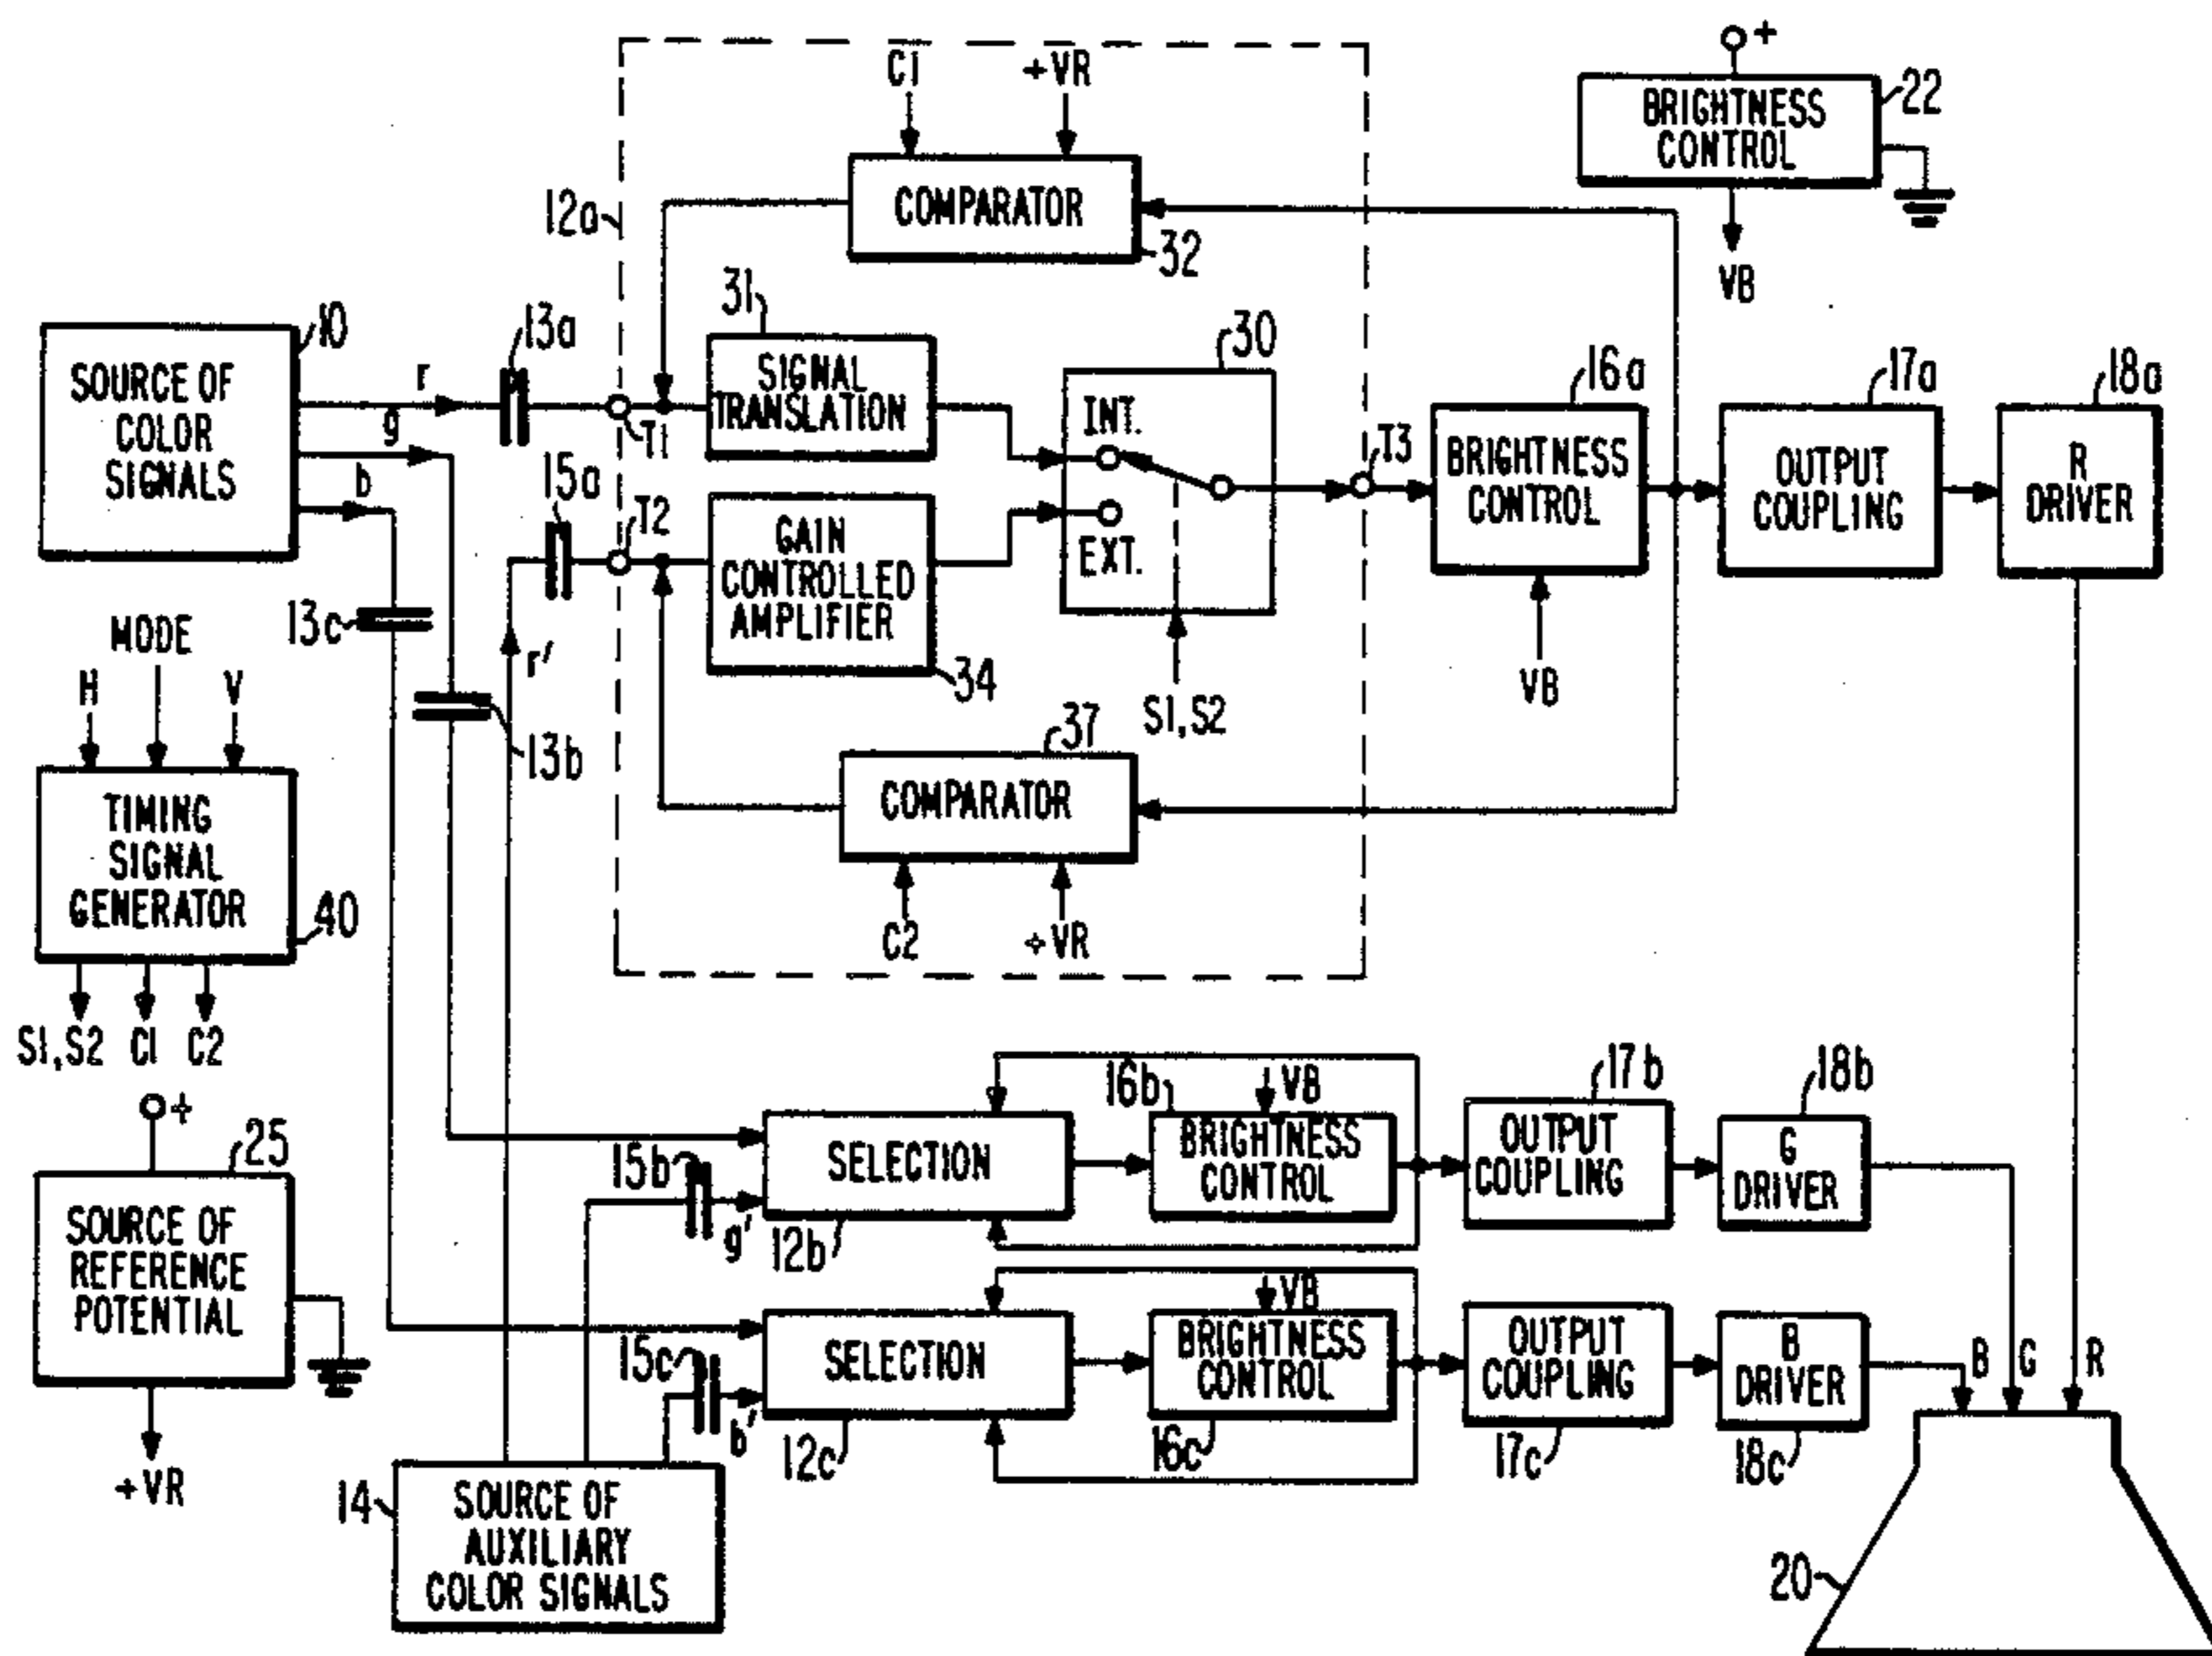 C1
+VR
+
BRIGHTNESS
CONTROL
22
VB
12a
COMPARATOR
32
31
SIGNAL
TRANSLATION
30
INT.
EXT.
S1,S2
10
SOURCE OF
COLOR
SIGNALS
r
g
b
13a
T1
15a
T2
r'
13c
13b
GAIN
CONTROLLED
AMPLIFIER
34
T3
16a
BRIGHTNESS
CONTROL
VB
17a
OUTPUT
COUPLING
18a
R
DRIVER
37
COMPARATOR
C2
+VR
MODE
H
V
TIMING
SIGNAL
GENERATOR
40
S1,S2
C1
C2
+
25
SOURCE OF
REFERENCE
POTENTIAL
+VR
15b
g'
SELECTION
12b
16b
VB
BRIGHTNESS
CONTROL
17b
OUTPUT
COUPLING
18b
G
DRIVER
15c
b'
SELECTION
12c
VB
BRIGHTNESS
CONTROL
16c
OUTPUT
COUPLING
17c
B
DRIVER
18c
B
G
R
14
SOURCE OF
AUXILIARY
COLOR SIGNALS
20